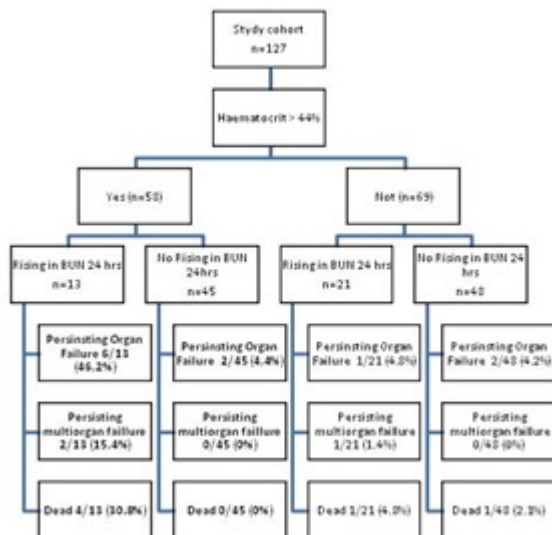 Stydy cohort
n=127
Haematocrit > 44%
Yes (n=58)
Not (n=69)
Rising in BUN 24 hrs
n=13
No Rising in BUN
24hrs
n=45
Rising in BUN 24 hrs
n=21
No Rising in BUN 24
hrs
n=48
Persinsting Organ
Failure 6/13
(46.2%)
Persinsting Organ
Failure 2/45 (4.4%)
Persinsting Organ
Failure 1/21 (4.8%)
Persinsting Organ
Failure 2/48 (4.2%)
Persisting
multiorgan faillure
2/13 (15.4%)
Persisting
multiorgan failure
0/45 (0%)
Persisting
multiorgan failure
1/21 (1.4%)
Persisting
multiorgan faillure
0/48 (0%)
Dead 4/13 (30.8%)
Dead 0/45 (0%)
Dead 1/21 (4.8%)
Dead 1/48 (2.1%)